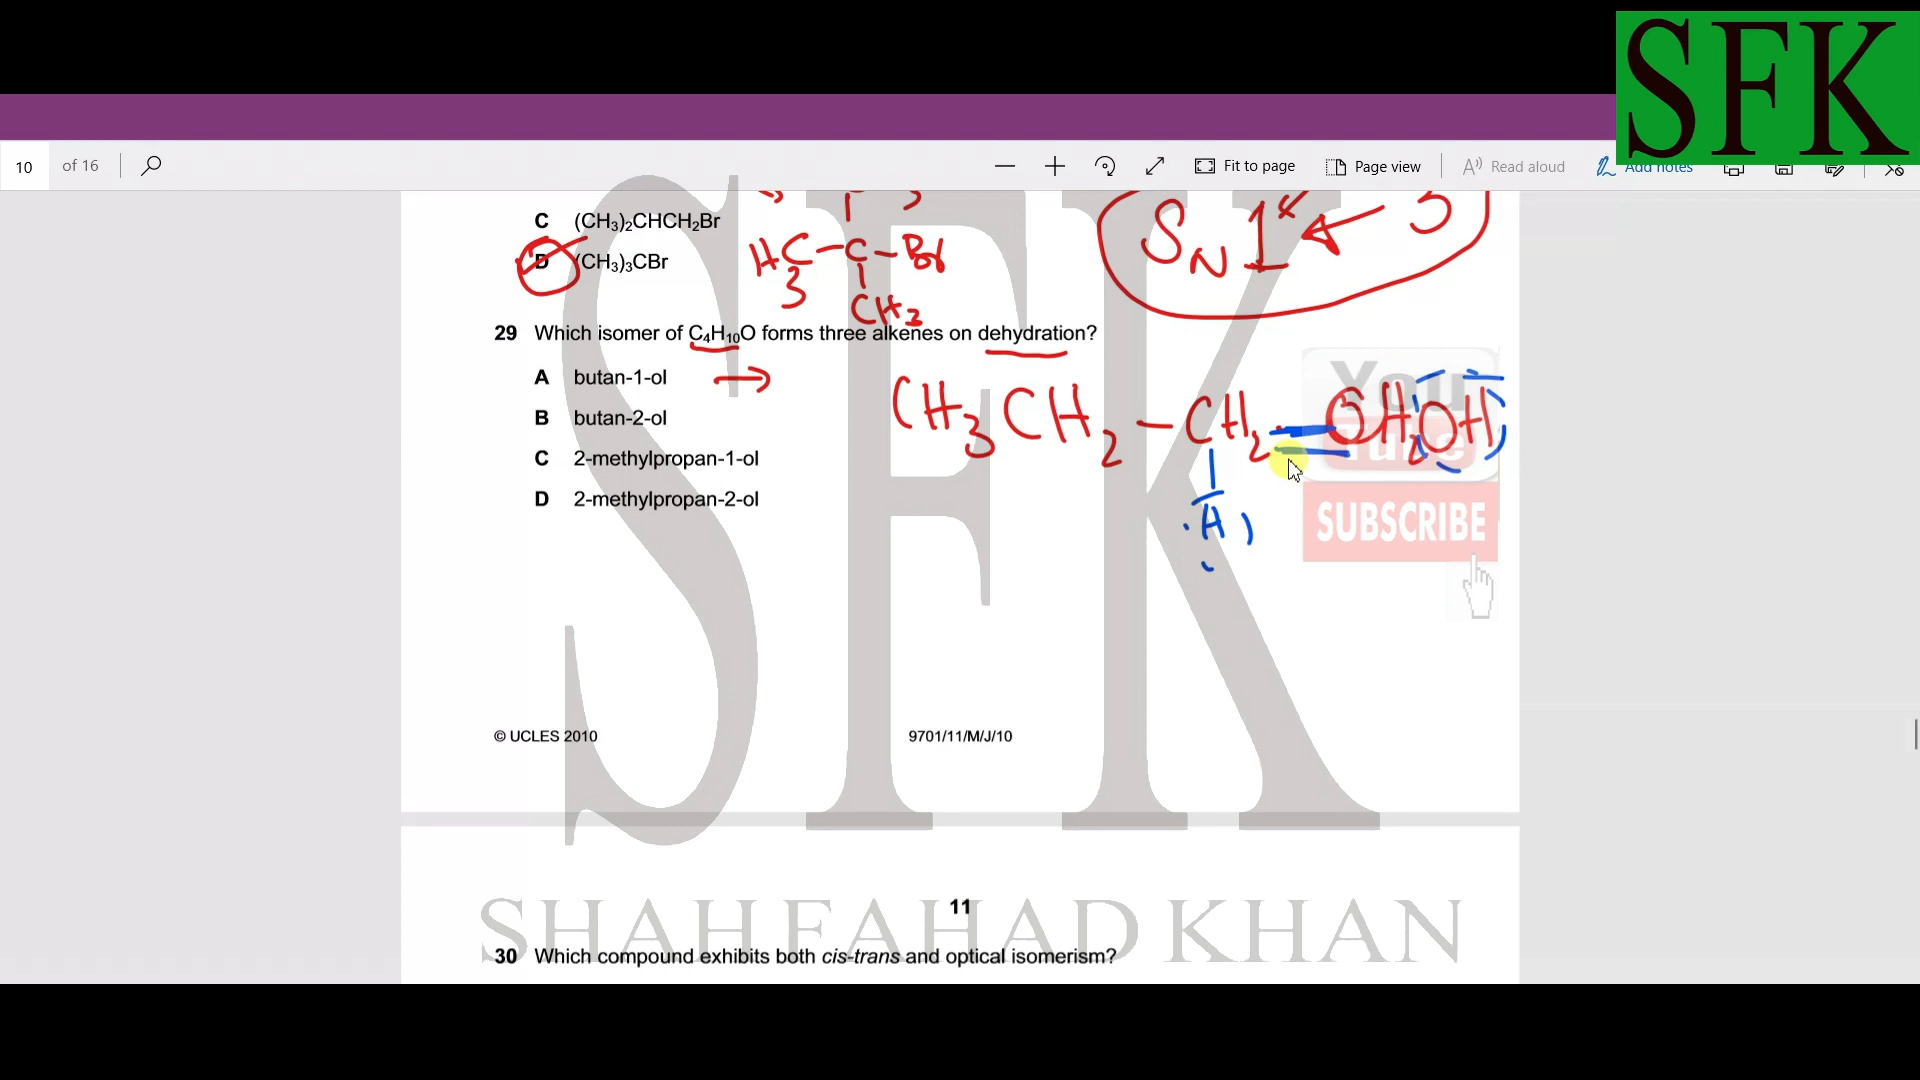 SFK
10 of 16 Fit to page Page view Read aloud Add notes
C (CH₃)₂CHCH₂Br
D (CH₃)₃CBr
H₃C-C-Br
CH₃
SN1 ← 3
29 Which isomer of C₄H₁₀O forms three alkenes on dehydration?
A butan-1-ol →
B butan-2-ol
C 2-methylpropan-1-ol
D 2-methylpropan-2-ol
CH₃CH₂-CH₂=CH₂OH
H
You
Tube
SUBSCRIBE
SFK
© UCLES 2010 9701/11/M/J/10
SHAH FAHAD KHAN
11
30 Which compound exhibits both cis-trans and optical isomerism?